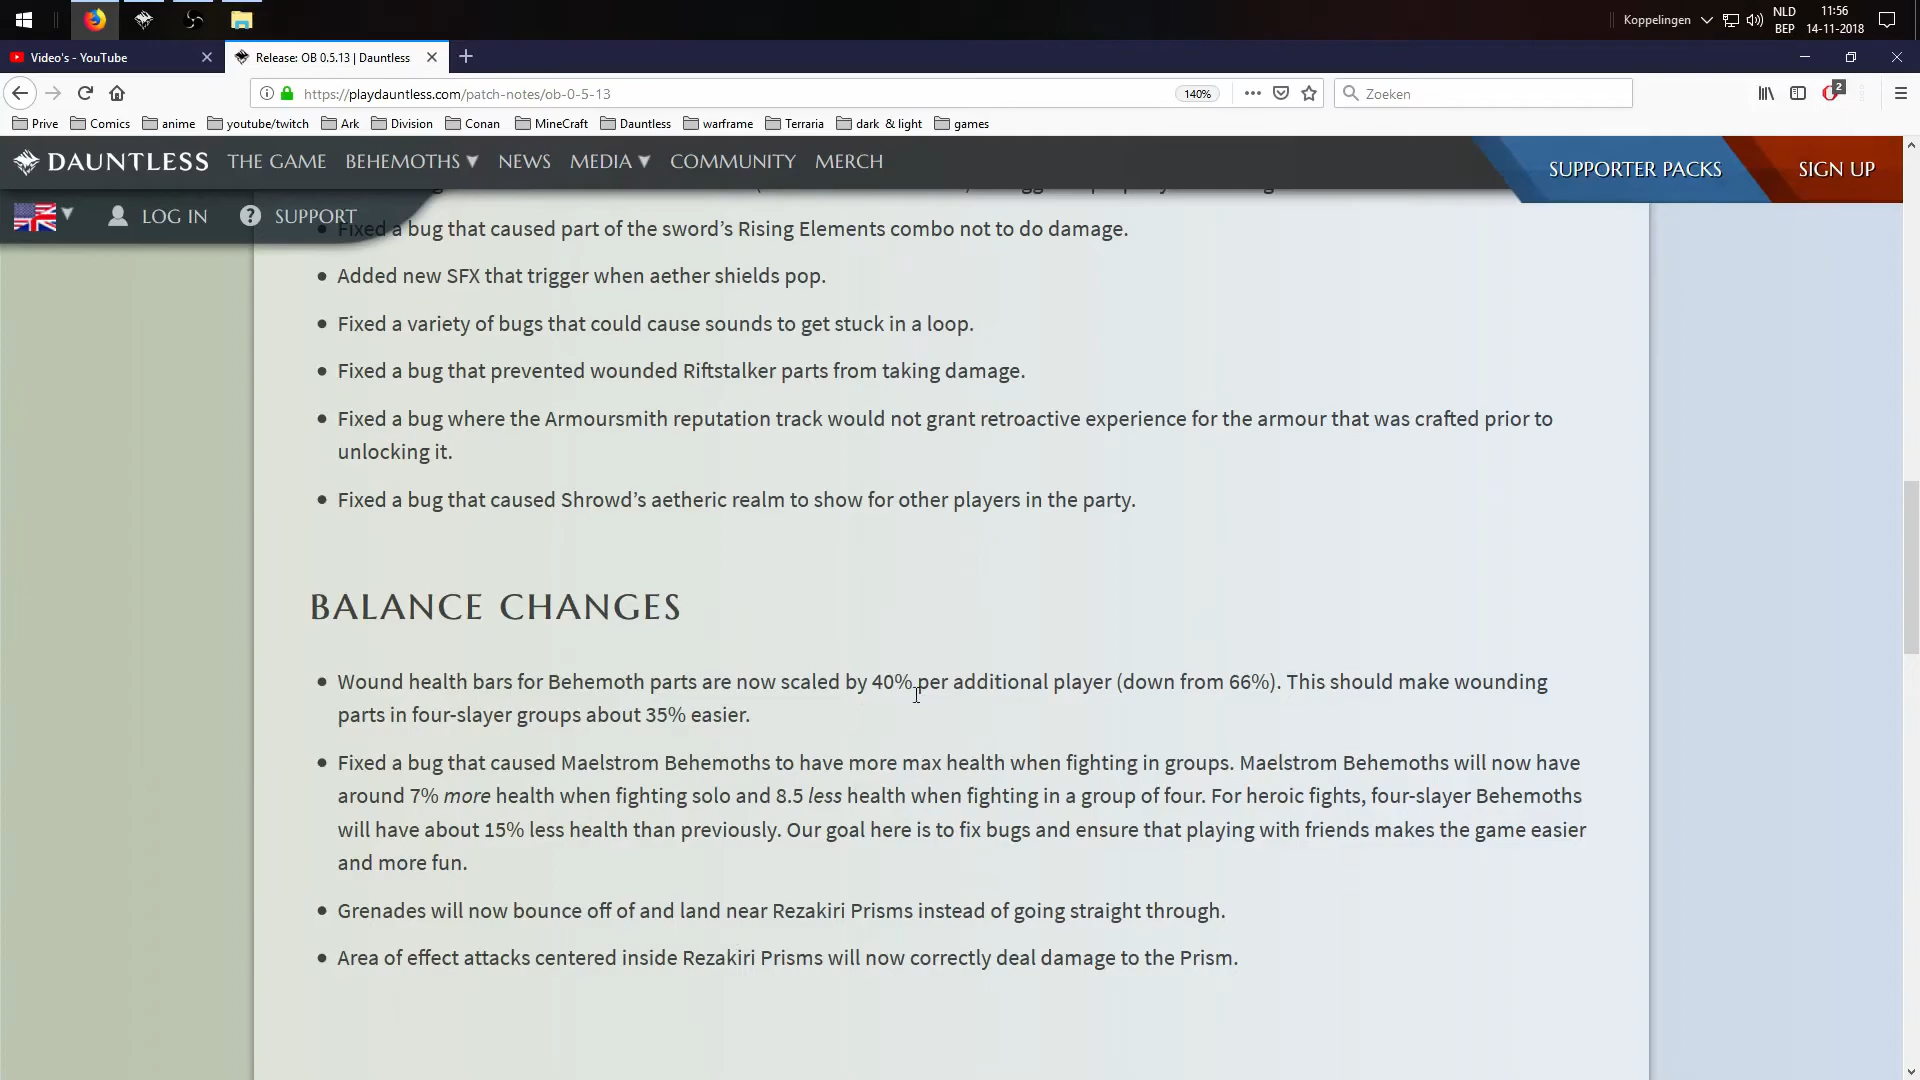 Koppelingen
NLD
BEP
11:56
14-11-2018
Video's - YouTube
Release: OB 0.5.13 | Dauntless
https://playdauntless.com/patch-notes/ob-0-5-13
140%
Zoeken
2
Prive Comics anime youtube/twitch Ark Division Conan MineCraft Dauntless warframe Terraria dark & light games
DAUNTLESS THE GAME BEHEMOTHS NEWS MEDIA COMMUNITY MERCH SUPPORTER PACKS SIGN UP
LOG IN SUPPORT
Fixed a bug that caused part of the sword’s Rising Elements combo not to do damage.
Added new SFX that trigger when aether shields pop.
Fixed a variety of bugs that could cause sounds to get stuck in a loop.
Fixed a bug that prevented wounded Riftstalker parts from taking damage.
Fixed a bug where the Armoursmith reputation track would not grant retroactive experience for the armour that was crafted prior to
unlocking it.
Fixed a bug that caused Shrowd’s aetheric realm to show for other players in the party.
BALANCE CHANGES
Wound health bars for Behemoth parts are now scaled by 40% per additional player (down from 66%). This should make wounding
parts in four-slayer groups about 35% easier.
Fixed a bug that caused Maelstrom Behemoths to have more max health when fighting in groups. Maelstrom Behemoths will now have
around 7% more health when fighting solo and 8.5 less health when fighting in a group of four. For heroic fights, four-slayer Behemoths
will have about 15% less health than previously. Our goal here is to fix bugs and ensure that playing with friends makes the game easier
and more fun.
Grenades will now bounce off of and land near Rezakiri Prisms instead of going straight through.
Area of effect attacks centered inside Rezakiri Prisms will now correctly deal damage to the Prism.